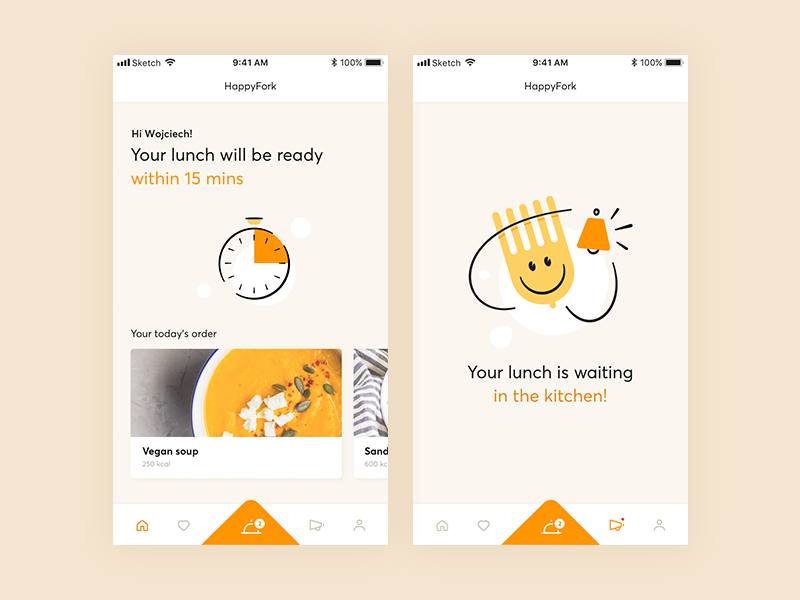 Sketch 9:41 AM 100%
HappyFork
Hi Wojciech!
Your lunch will be ready
within 15 mins
Your today's order
Vegan soup
250 kcal
Sand
600 kc
2
Sketch 9:41 AM 100%
HappyFork
Your lunch is waiting
in the kitchen!
2